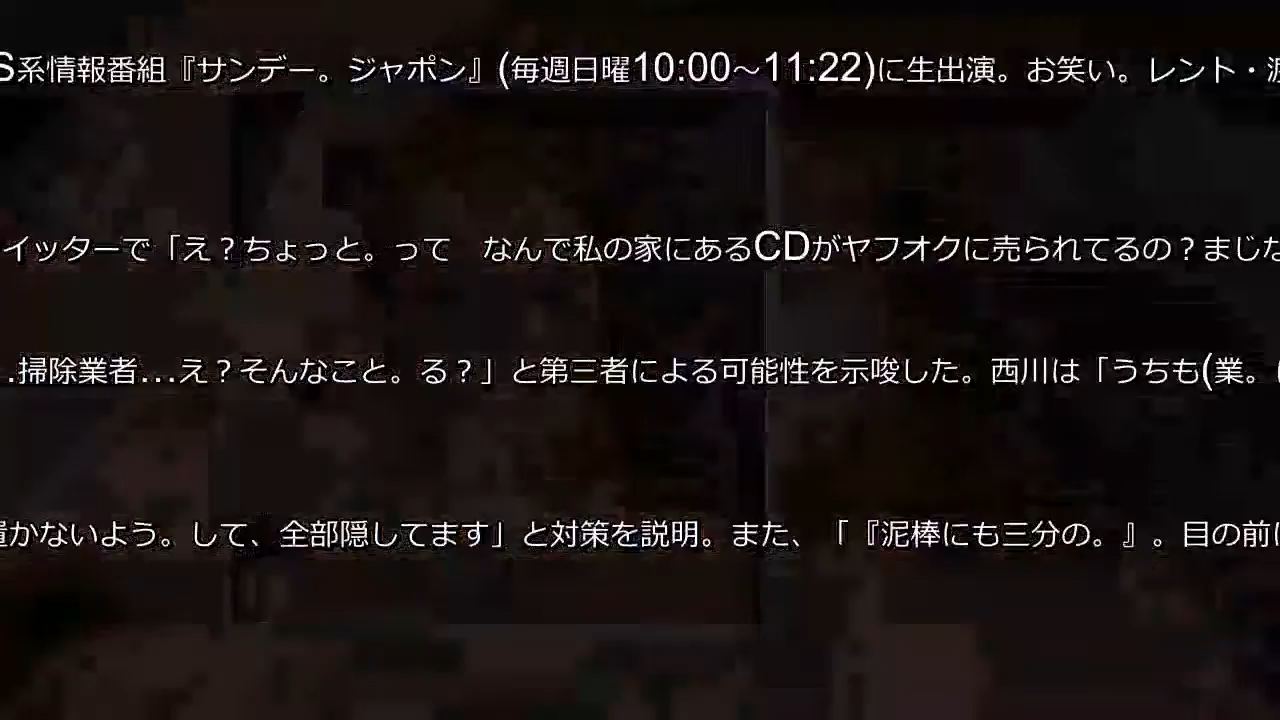 S系情報番組『サンデー。ジャポン』(毎週日曜10:00～11:22)に生出演。お笑い。レント・
イッターで「え？ちょっと。って　なんで私の家にあるCDがヤフオクに売られてるの？まじな
.掃除業者...え？そんなこと。る？」と第三者による可能性を示唆した。西川は「うちも(業。
かないよう。して、全部隠してます」と対策を説明。また、「『泥棒にも三分の。』。目の前に